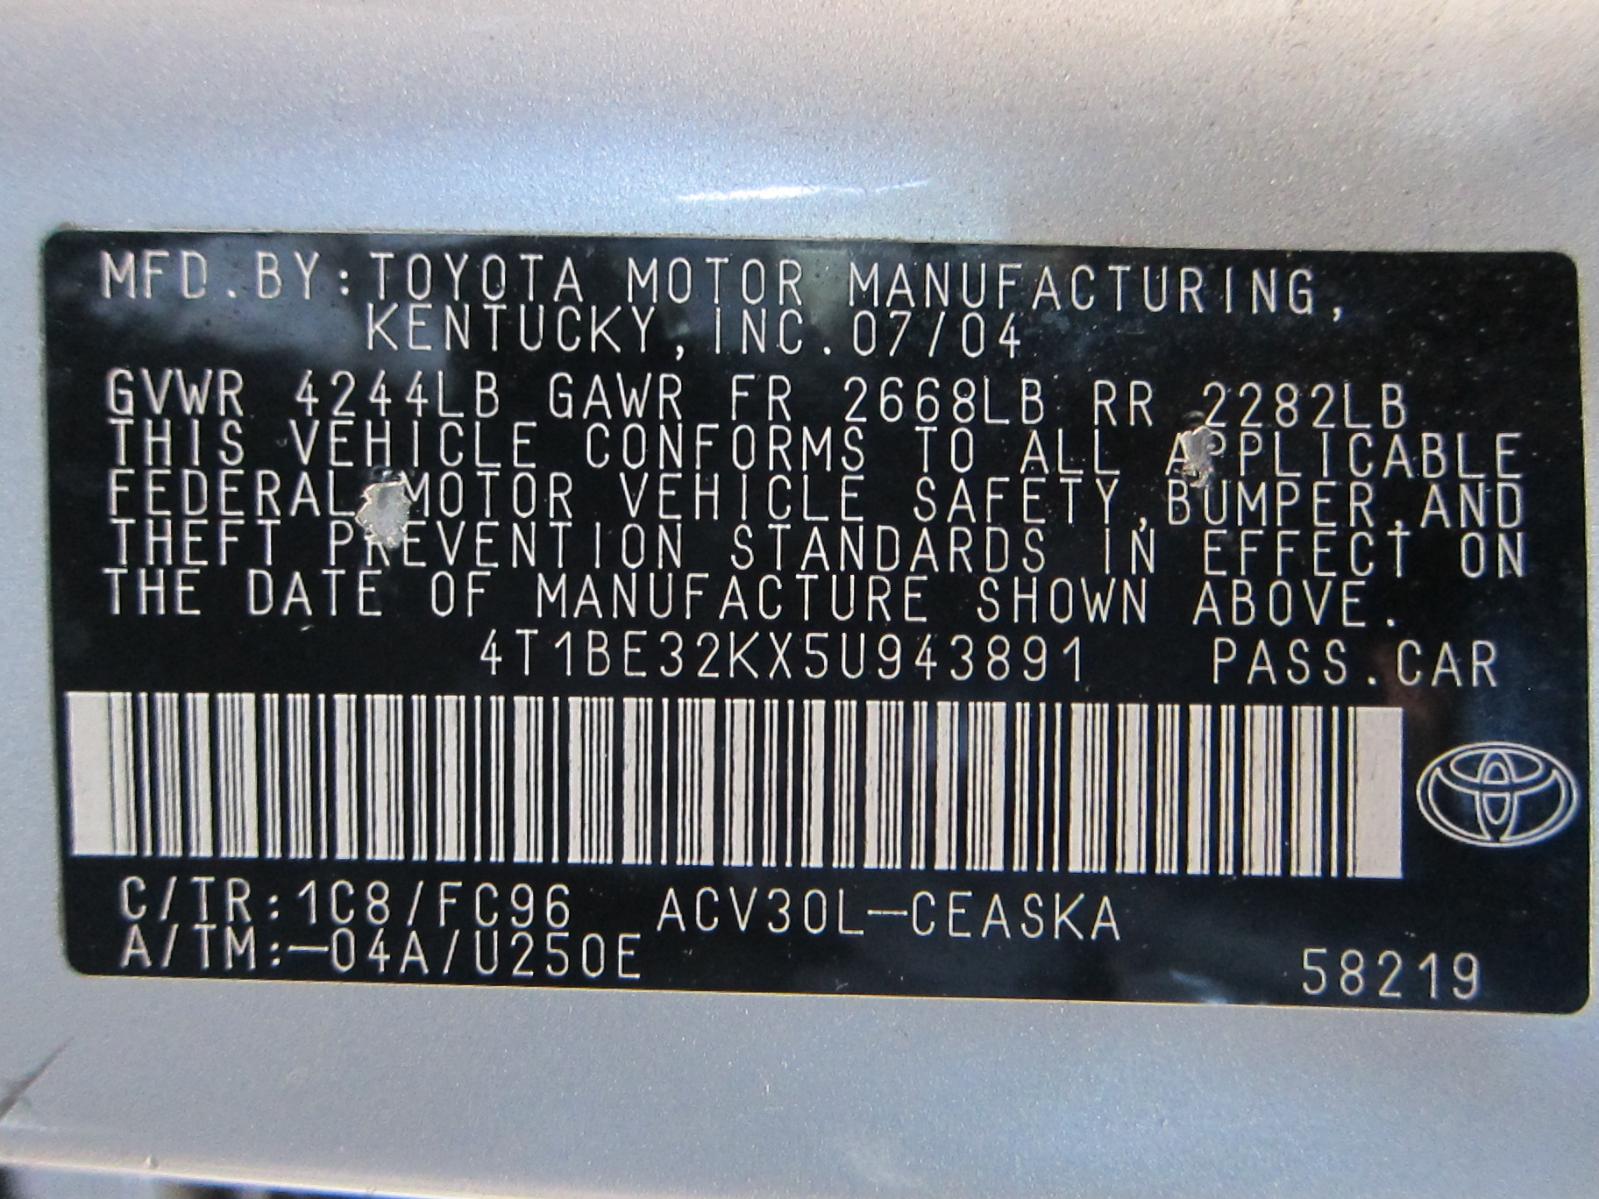 MFD.BY:TOYOTA MOTOR MANUFACTURING,
KENTUCKY,INC.07/04
GVWR 4244LB GAWR FR 2668LB RR 2282LB
THIS VEHICLE CONFORMS TO ALL APPLICABLE
FEDERAL MOTOR VEHICLE SAFETY,BUMPER,AND
THEFT PREVENTION STANDARDS IN EFFECT ON
THE DATE OF MANUFACTURE SHOWN ABOVE.
4T1BE32KX5U943891 PASS.CAR
C/TR:1C8/FC96 ACV30L-CEASKA
A/TM:-04A/U250E
58219